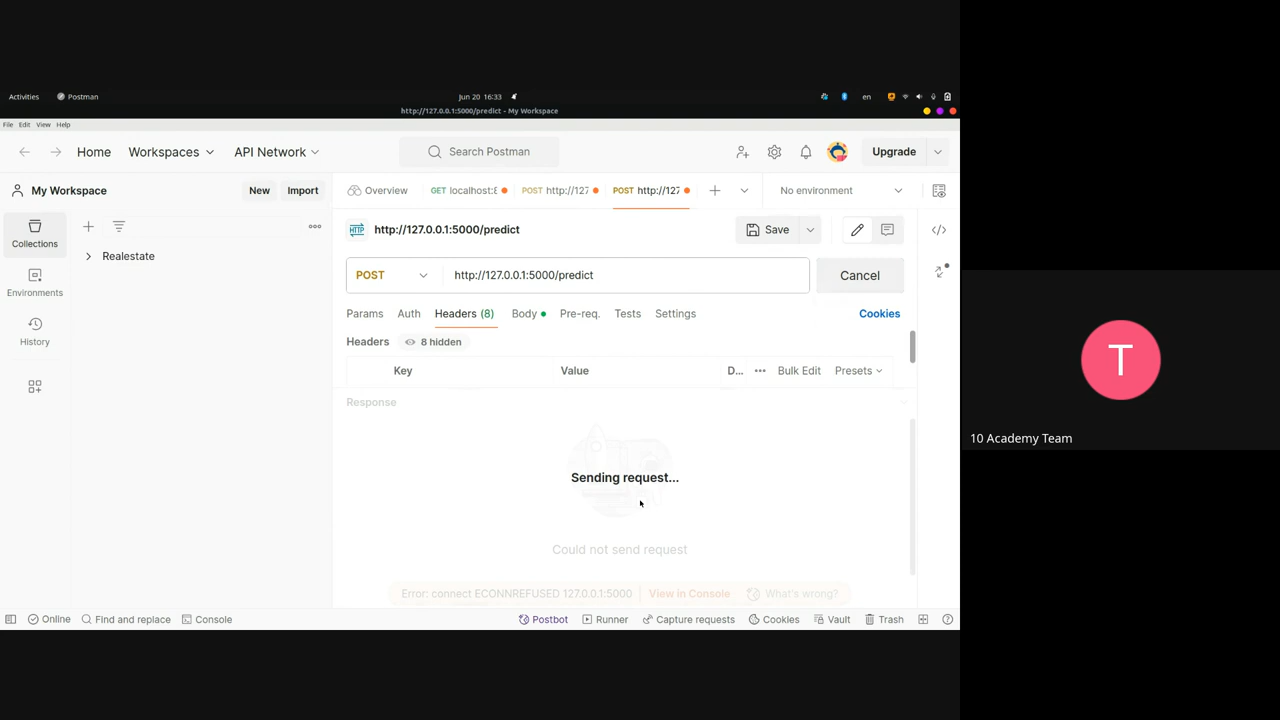 Activities Postman Jun 20 16:33 en
http://127.0.0.1:5000/predict - My Workspace
File Edit View Help
Home Workspaces API Network Search Postman Upgrade
My Workspace New Import Overview GET localhost:8 POST http://127 POST http://127. No environment
Collections
http://127.0.0.1:5000/predict Save
Realestate
POST http://127.0.0.1:5000/predict Cancel
Environments
Params Auth Headers (8) Body Pre-req. Tests Settings Cookies
History
Headers 8 hidden
Key Value D... Bulk Edit Presets
Response
Sending request...
Could not send request
Error: connect ECONNREFUSED 127.0.0.1:5000 View in Console What's wrong?
Online Find and replace Console Postbot Runner Capture requests Cookies Vault Trash
T
10 Academy Team